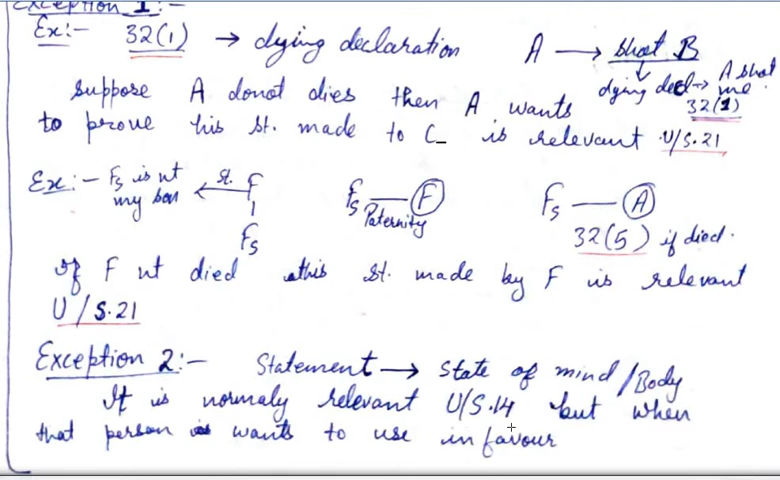 Exception 1:-
Ex:- 32(1) → dying declaration A → shot B
dying decl → A shot me.
32(1)
suppose A donot dies then A wants
to prove his st. made to C is relevant U/S.21
Ex:- Fs is nt my son ← st. F
Fs
Fs — F
Paternity
Fs — A
32(5) if died.
If F nt died this st. made by F is relevant
U/S.21
Exception 2:- Statement → state of mind/Body
It is normaly relevant U/S.14 but when
that person wants to use in favour